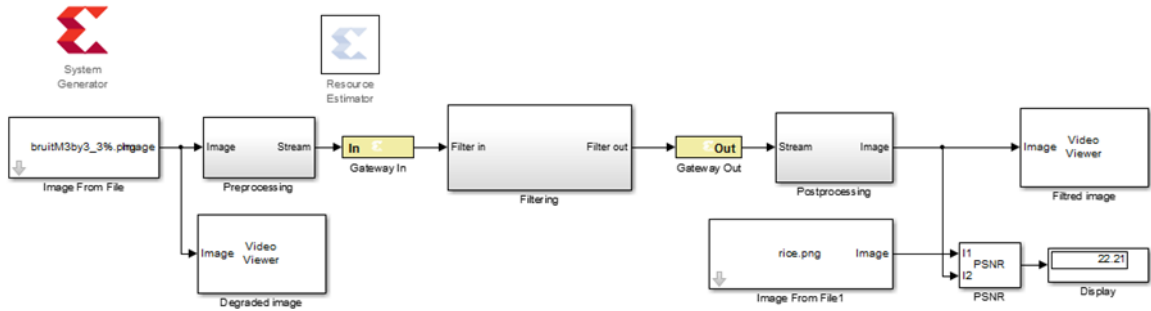 System
Generator
Resource
Estimator
bruitM3by3_3%.png Image
Image From File
Image Stream
Preprocessing
In
Gateway In
Filter in Filter out
Filtering
Out
Gateway Out
Stream Image
Postprocessing
Image Video
Viewer
Filtred image
Image Video
Viewer
Degraded image
rice.png Image
Image From File1
I1
PSNR
I2
PSNR
22.21
Display